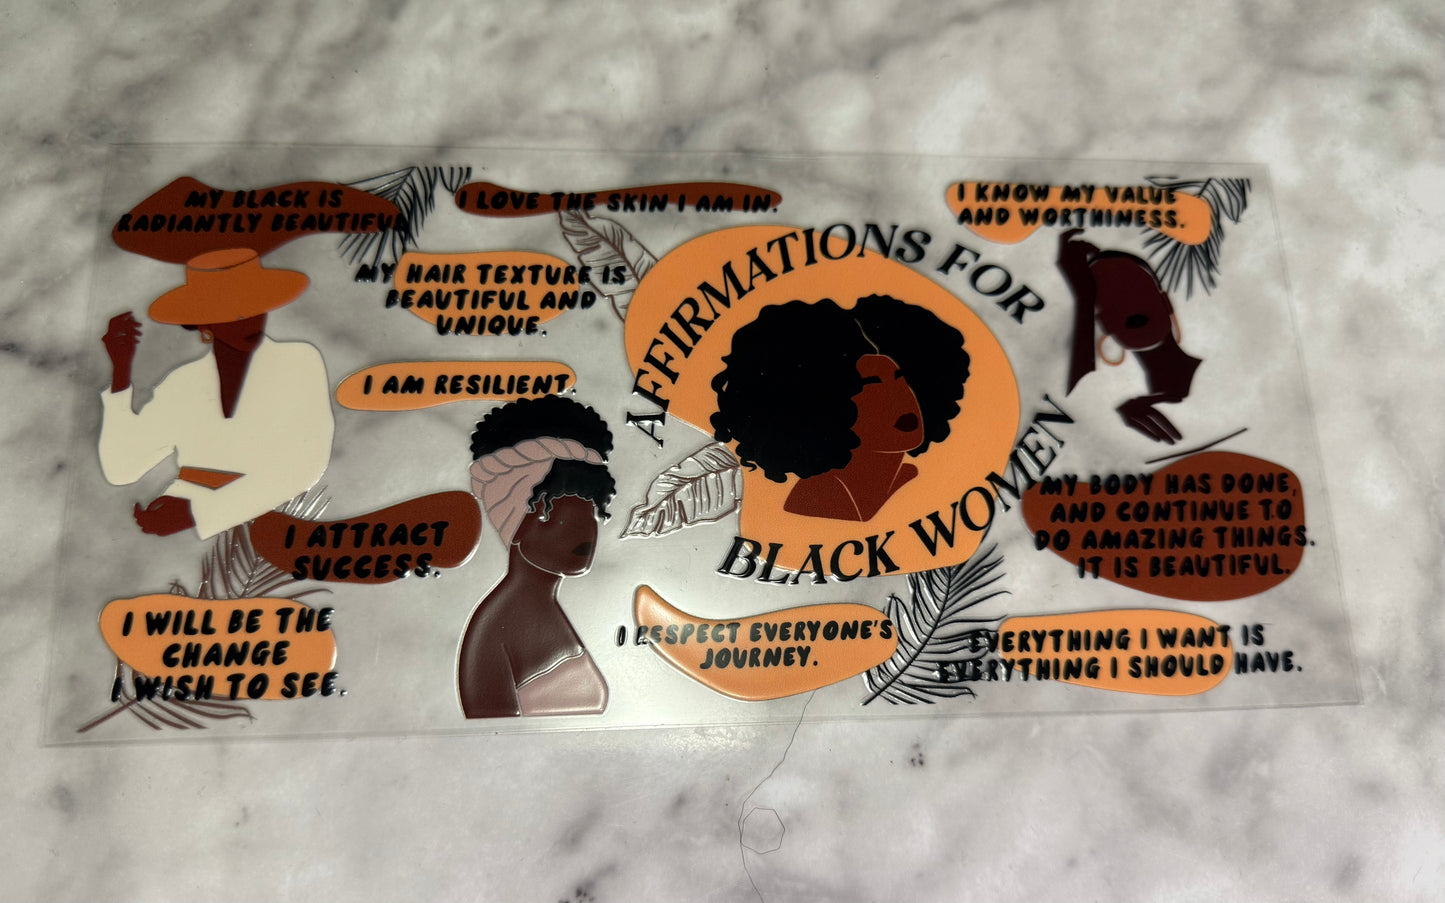 MY BLACK IS
RADIANTLY BEAUTIFUL
I LOVE THE SKIN I AM IN.
I KNOW MY VALUE
AND WORTHINESS.
MY HAIR TEXTURE IS
BEAUTIFUL AND
UNIQUE.
AFFIRMATIONS FOR
BLACK WOMEN
I AM RESILIENT.
I ATTRACT
SUCCESS.
MY BODY HAS DONE,
AND CONTINUE TO
DO AMAZING THINGS.
IT IS BEAUTIFUL.
I WILL BE THE
CHANGE
I WISH TO SEE.
I RESPECT EVERYONE'S
JOURNEY.
EVERYTHING I WANT IS
EVERYTHING I SHOULD HAVE.